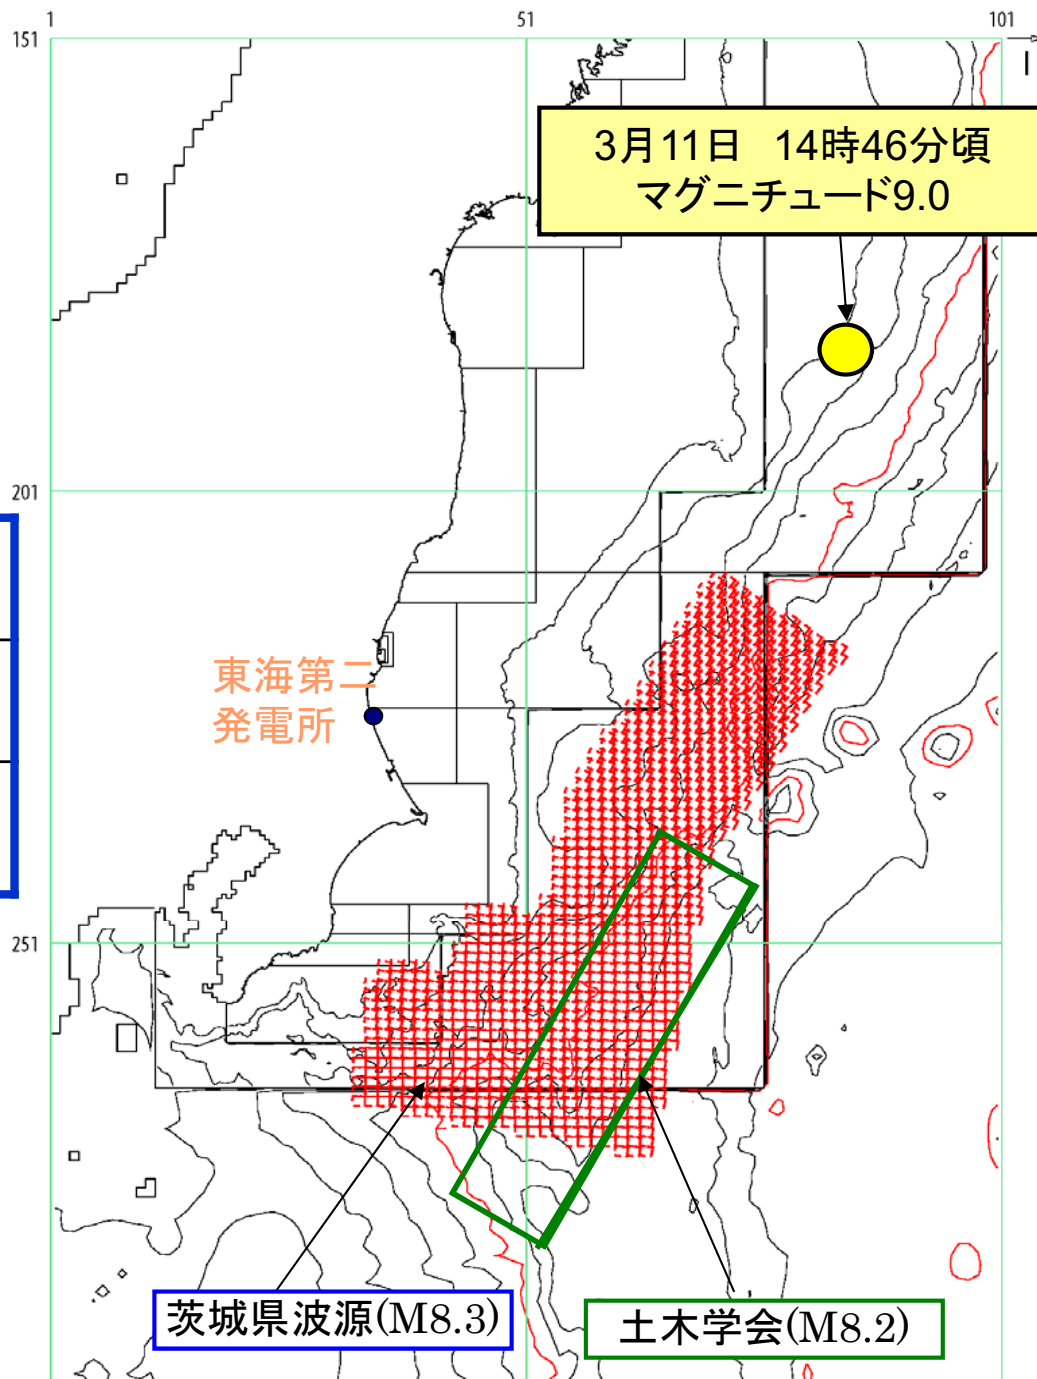 1
51
101
151
I
3月11日 14時46分頃
マグニチュード9.0
201
東海第二
発電所
251
茨城県波源(M8.3)
土木学会(M8.2)